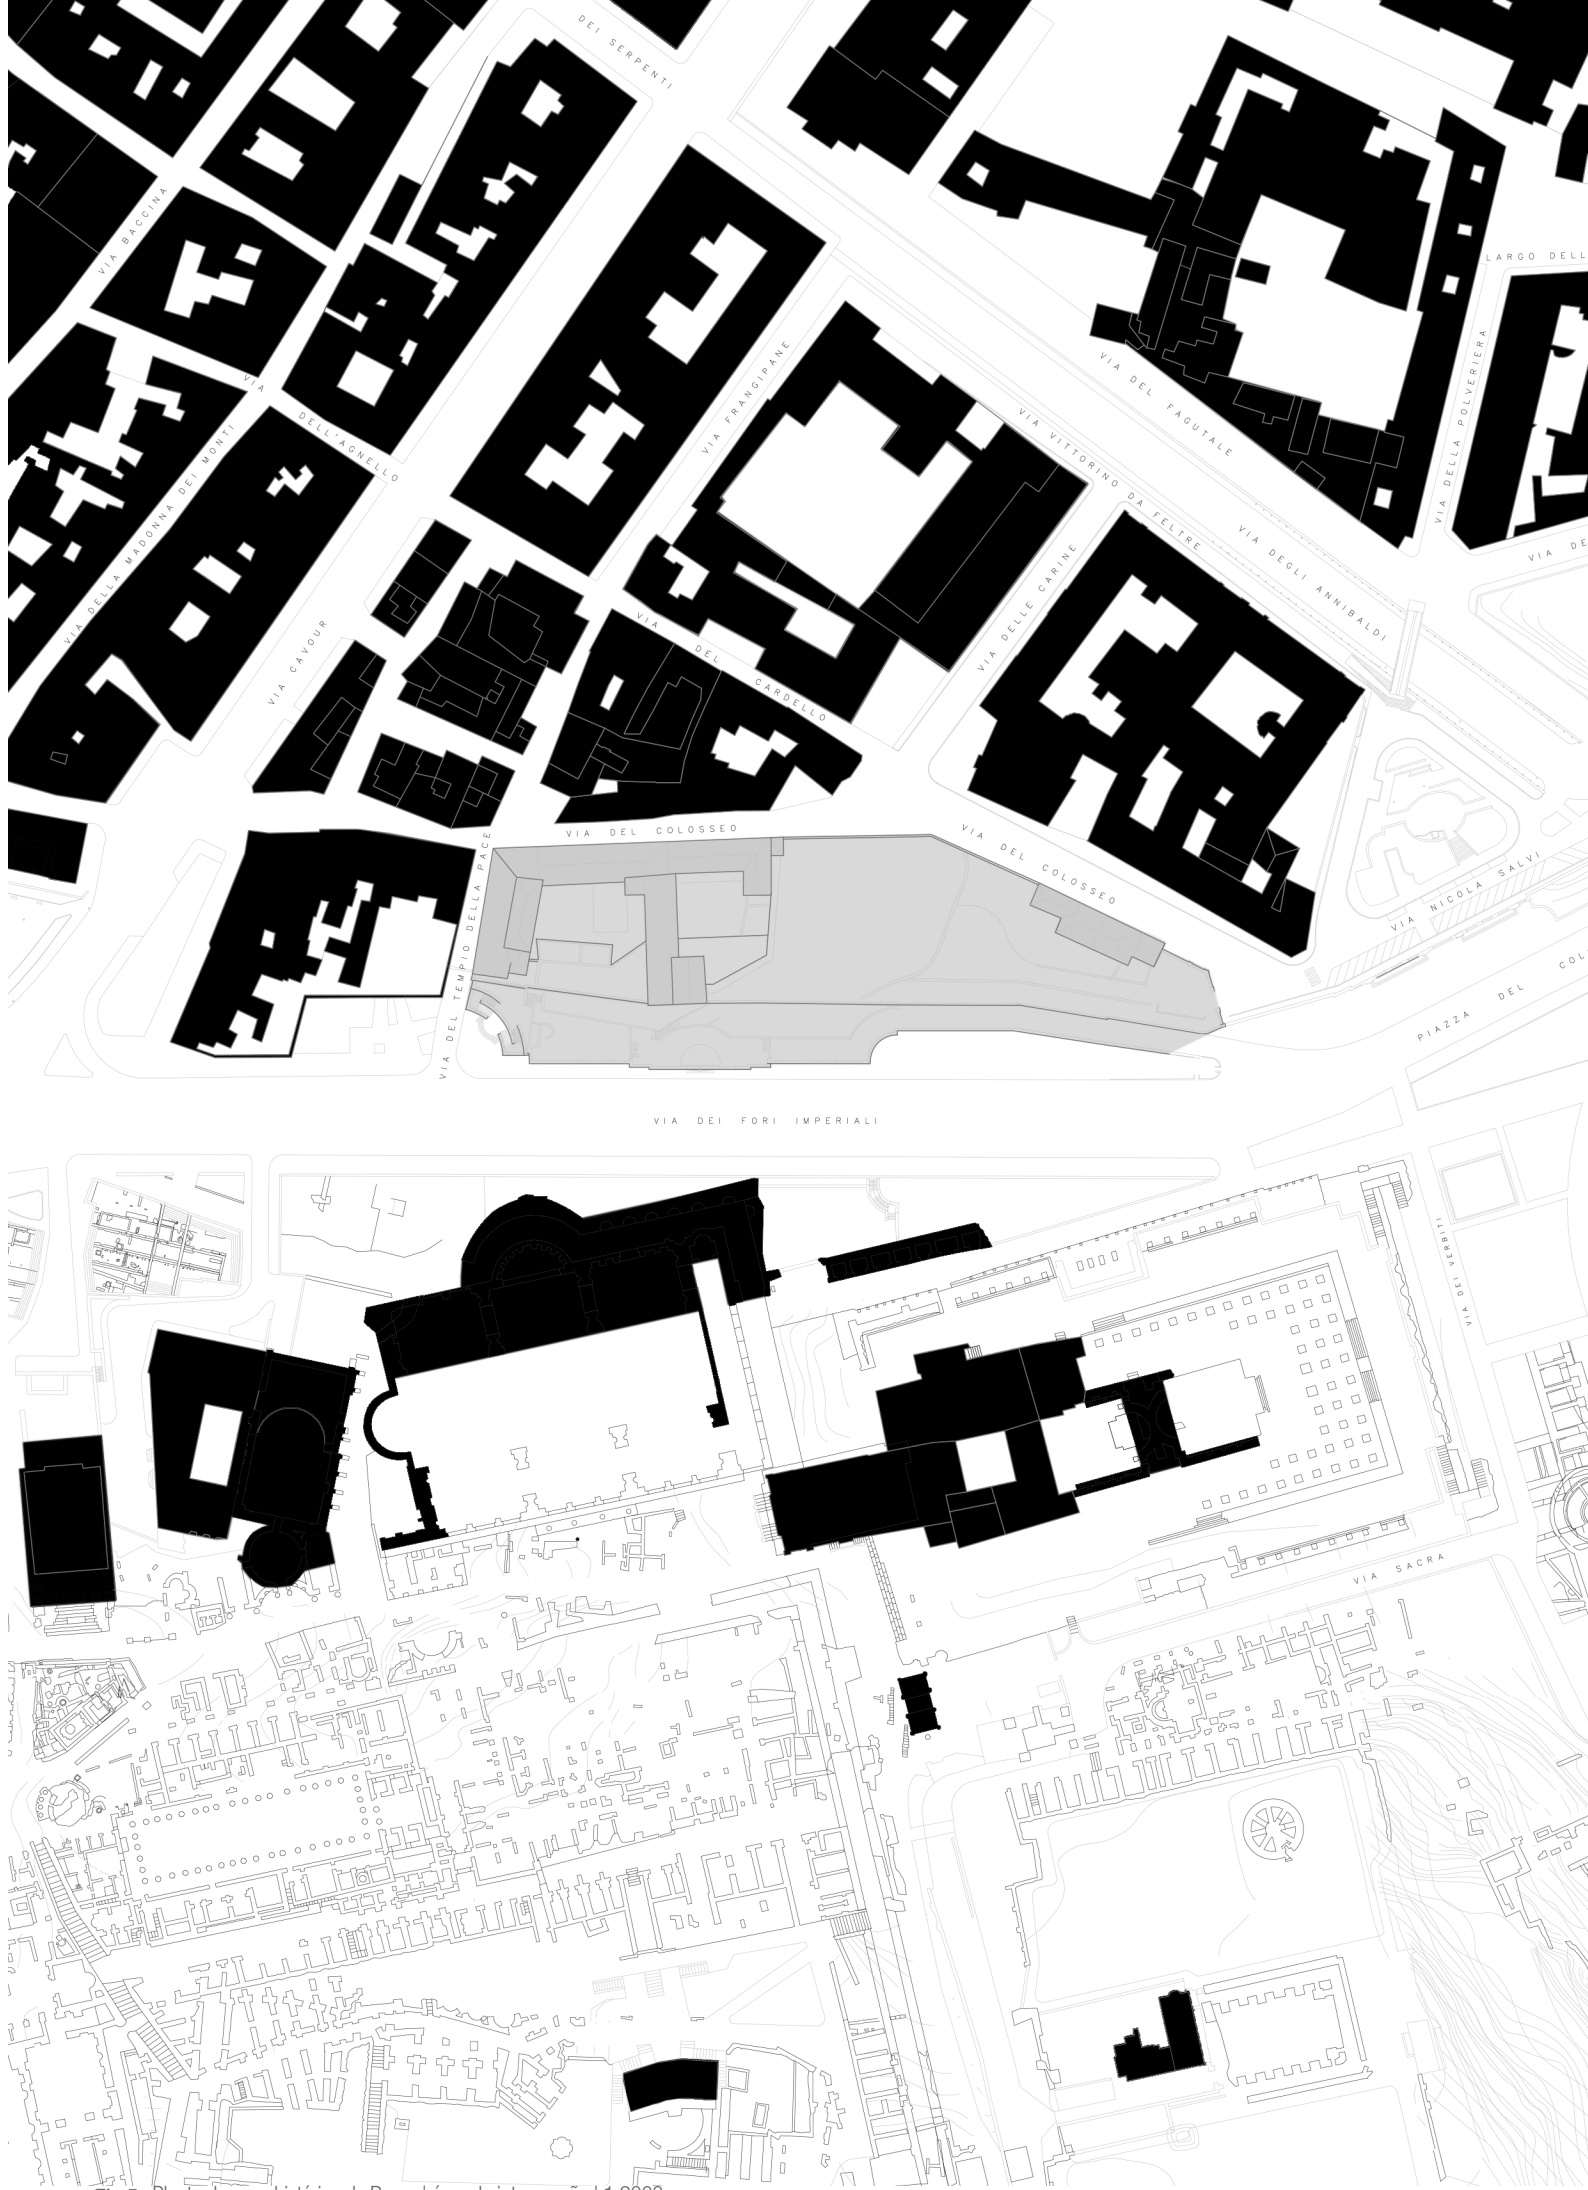 DEI SERPENTI
VIA BACCINA
LARGO DELL
VIA FRANGIPANE
VIA DEL FAGUTALE
VIA DELLA POLVERIERA
VIA
DELL'AGNELLO
VIA DELLA MADONNA DEI MONTI
VIA VITTORINO DA FELTRE
VIA DEGLI ANNIBALDI
VIA DE
VIA DELLE CARINE
VIA CAVOUR
VIA DEL CARDELLO
VIA DEL COLOSSEO
VIA DEL COLOSSEO
VIA NICOLA SALVI
VIA DEL TEMPIO DELLA PACE
PIAZZA DEL COL
VIA DEI FORI IMPERIALI
VIA DEI VERBITI
VIA SACRA